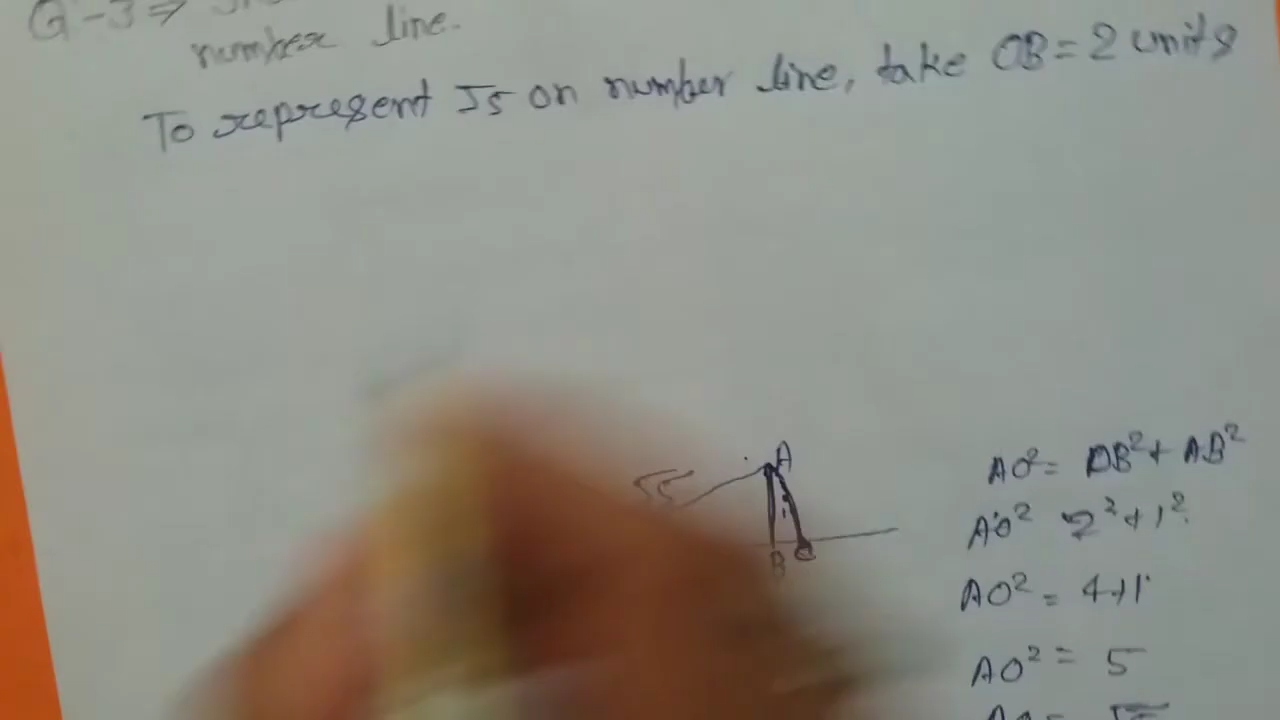 Q-3⇒
number line.
To represent √5 on number line, take OB = 2 units
A
√5
B C
AO² = OB² + AB²
AO² 2² + 1²
AO² = 4+1
AO² = 5